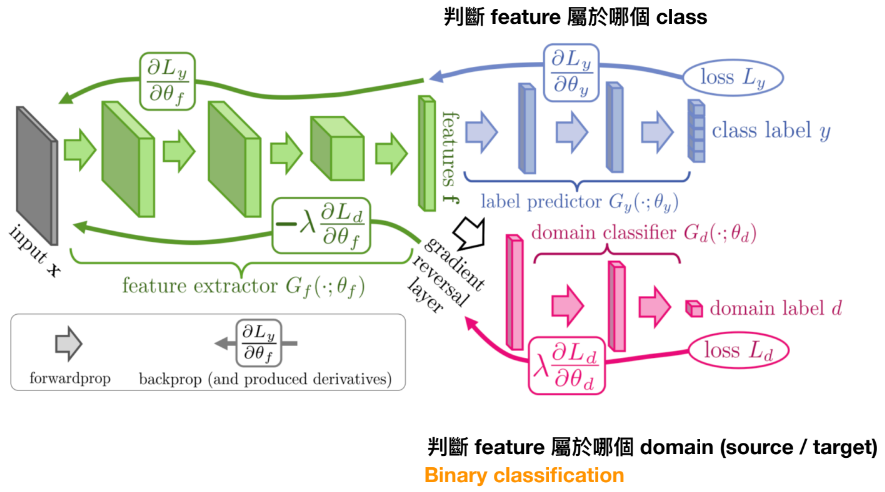 判斷 feature 屬於哪個 class
∂L_y
∂θ_f
∂L_y
∂θ_y
loss L_y
features f
class label y
label predictor G_y(·;θ_y)
input x
−λ ∂L_d
∂θ_f
feature extractor G_f(·;θ_f)
gradient
reversal
layer
domain classifier G_d(·;θ_d)
domain label d
λ ∂L_d
∂θ_d
loss L_d
∂L_y
∂θ_f
forwardprop
backprop (and produced derivatives)
判斷 feature 屬於哪個 domain (source / target)
Binary classification